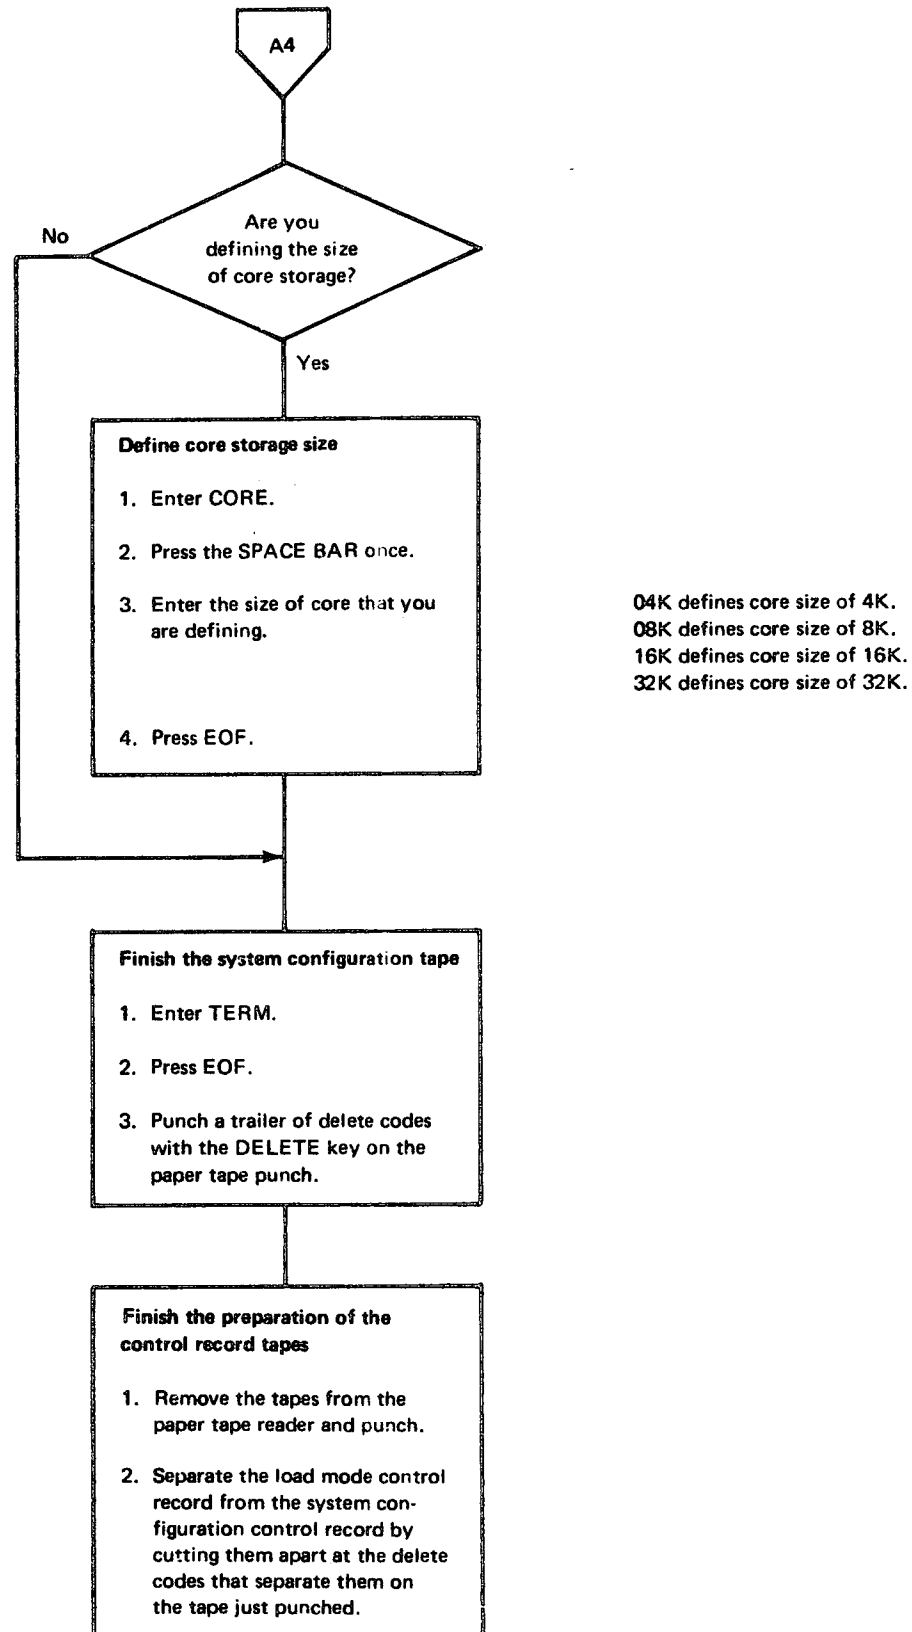 A4
Are you
defining the size
of core storage?
No
Yes
Define core storage size
1. Enter CORE.
2. Press the SPACE BAR once.
3. Enter the size of core that you
are defining.
04K defines core size of 4K.
08K defines core size of 8K.
16K defines core size of 16K.
32K defines core size of 32K.
4. Press EOF.
Finish the system configuration tape
1. Enter TERM.
2. Press EOF.
3. Punch a trailer of delete codes
with the DELETE key on the
paper tape punch.
Finish the preparation of the
control record tapes
1. Remove the tapes from the
paper tape reader and punch.
2. Separate the load mode control
record from the system con-
figuration control record by
cutting them apart at the delete
codes that separate them on
the tape just punched.